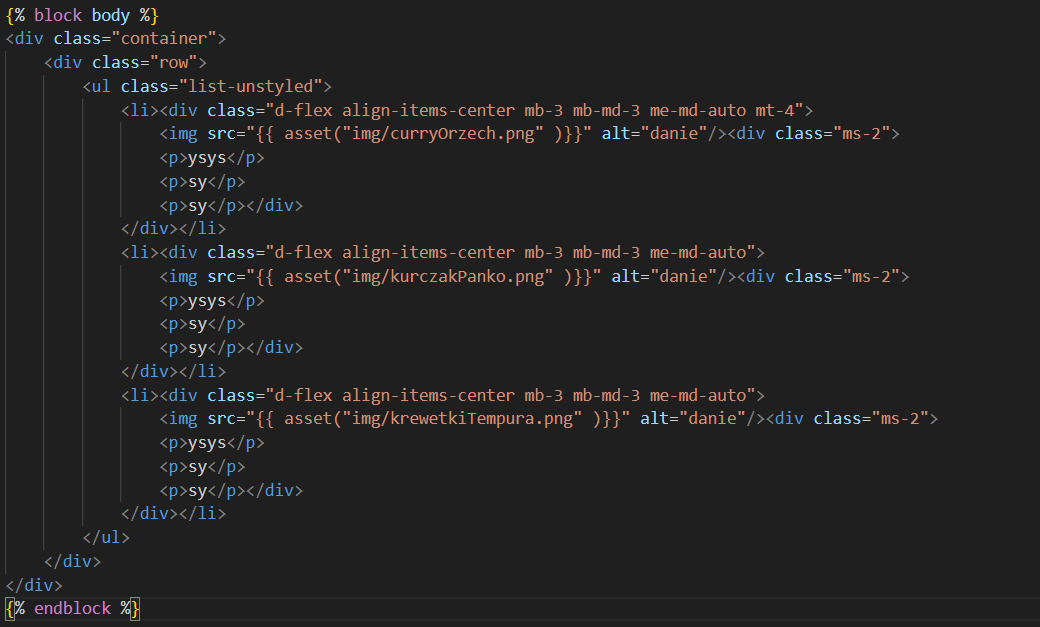 {% block body %}
<div class="container">
    <div class="row">
        <ul class="list-unstyled">
            <li><div class="d-flex align-items-center mb-3 mb-md-3 me-md-auto mt-4">
                <img src="{{ asset("img/curryOrzech.png" )}}" alt="danie"/><div class="ms-2">
                <p>ysys</p>
                <p>sy</p>
                <p>sy</p></div>
            </div></li>
            <li><div class="d-flex align-items-center mb-3 mb-md-3 me-md-auto">
                <img src="{{ asset("img/kurczakPanko.png" )}}" alt="danie"/><div class="ms-2">
                <p>ysys</p>
                <p>sy</p>
                <p>sy</p></div>
            </div></li>
            <li><div class="d-flex align-items-center mb-3 mb-md-3 me-md-auto">
                <img src="{{ asset("img/krewetkiTempura.png" )}}" alt="danie"/><div class="ms-2">
                <p>ysys</p>
                <p>sy</p>
                <p>sy</p></div>
            </div></li>
        </ul>
    </div>
</div>
{% endblock %}